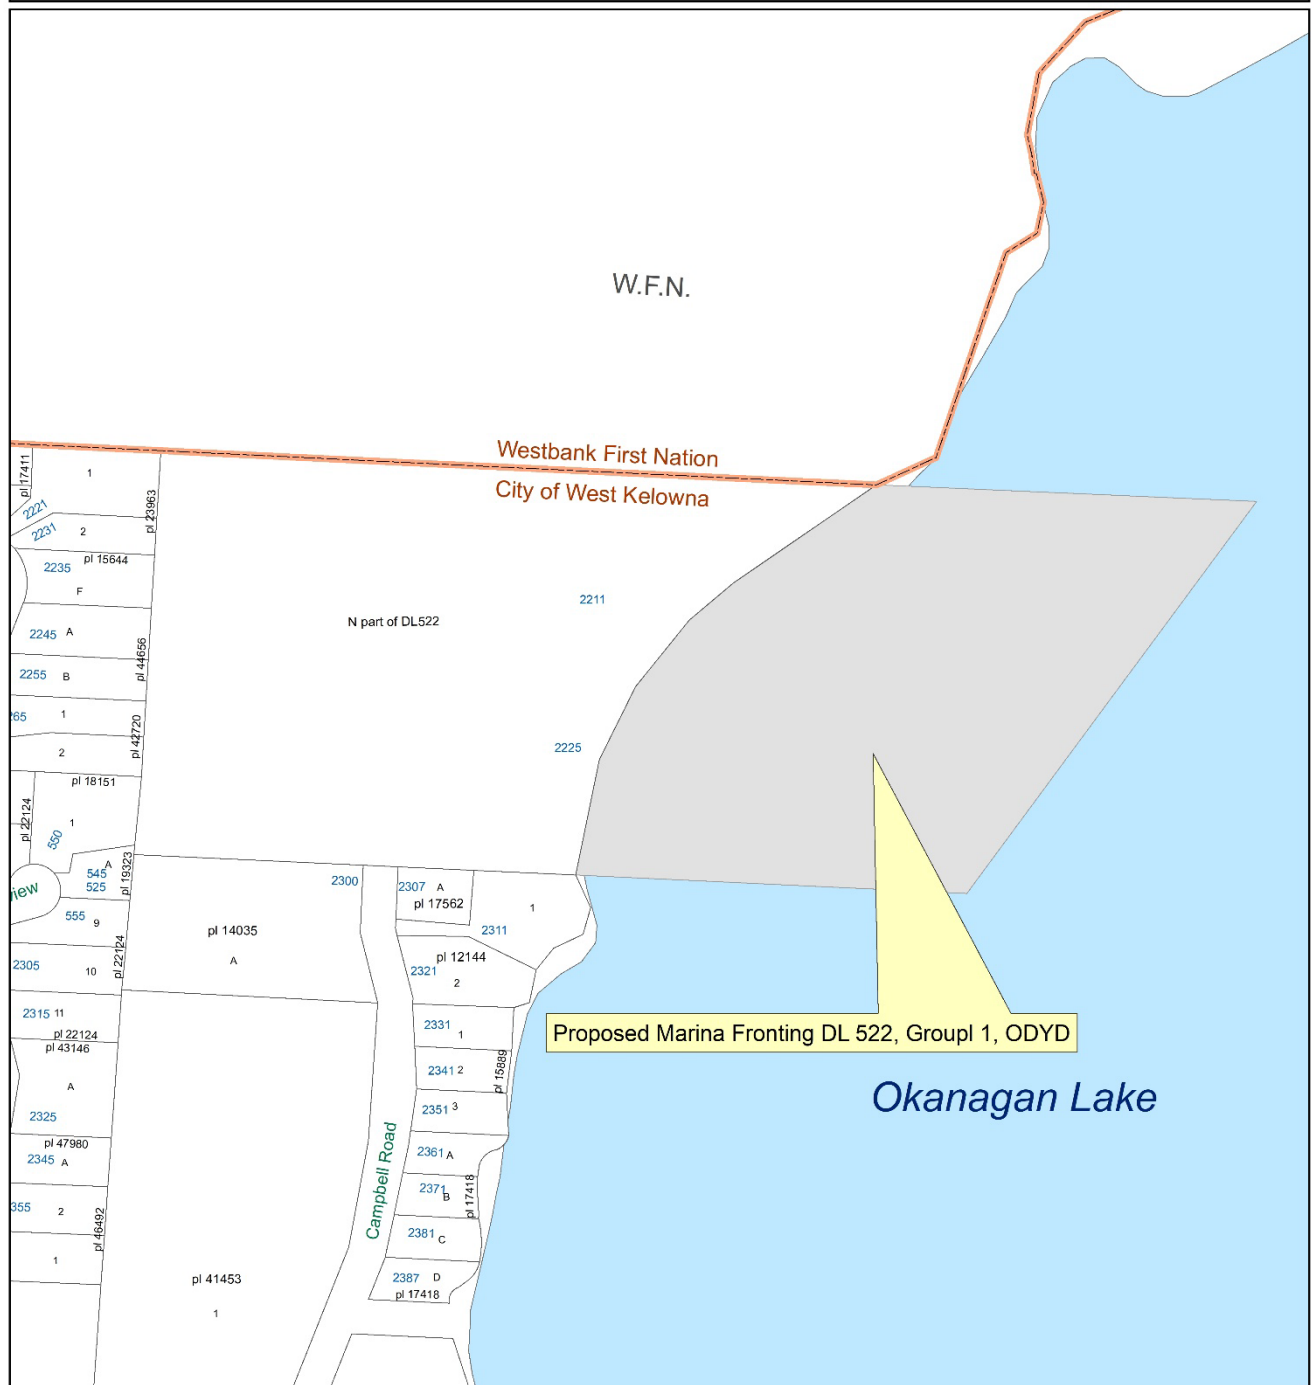 W.F.N.
Westbank First Nation
City of West Kelowna
pl 17411
1
2221
pl 23963
2231
2
pl 15644
2235
F
2211
N part of DL522
2245 A
pl 44656
2255 B
265
1
pl 42720
2
2225
pl 18151
pl 22124
1
550
A
545
525
pl 19323
view
555 9
2300
2307 A
pl 17562
1
2311
pl 14035
A
pl 22124
2305
10
pl 12144
2321
2
2315 11
pl 22124
2331
1
Proposed Marina Fronting DL 522, Groupl 1, ODYD
pl 43146
A
2341 2
pl 15889
Okanagan Lake
2325
2351 3
pl 47980
2345 A
2361 A
Campbell Road
2371
B
pl 17418
355
2
pl 46492
2381 C
1
pl 41453
1
2387 D
pl 17418